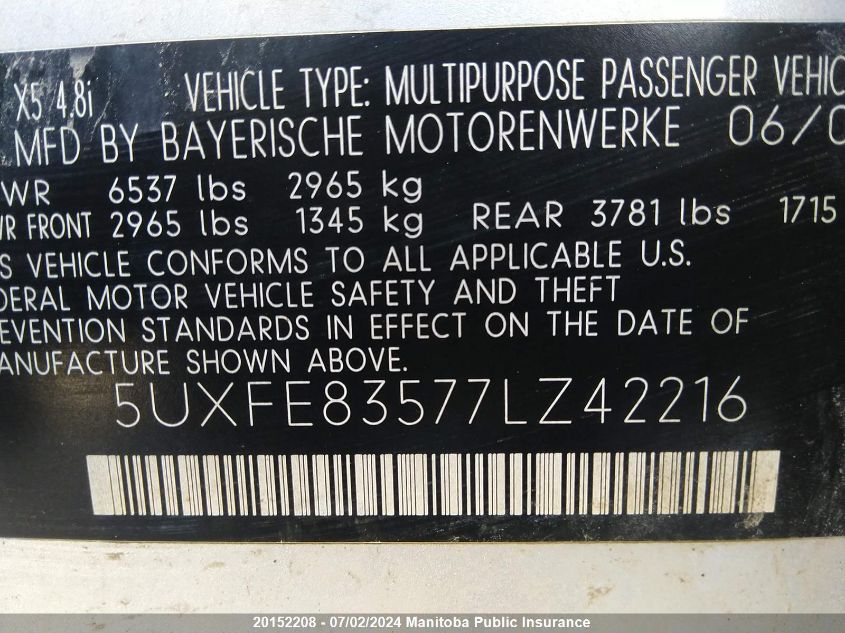 X5 4.8i VEHICLE TYPE: MULTIPURPOSE PASSENGER VEHIC
MFD BY BAYERISCHE MOTORENWERKE 06/0
WR 6537 lbs 2965 kg
WR FRONT 2965 lbs 1345 kg REAR 3781 lbs 1715
S VEHICLE CONFORMS TO ALL APPLICABLE U.S.
DERAL MOTOR VEHICLE SAFETY AND THEFT
EVENTION STANDARDS IN EFFECT ON THE DATE OF
ANUFACTURE SHOWN ABOVE.
5UXFE83577LZ42216
20152208 - 07/02/2024 Manitoba Public Insurance